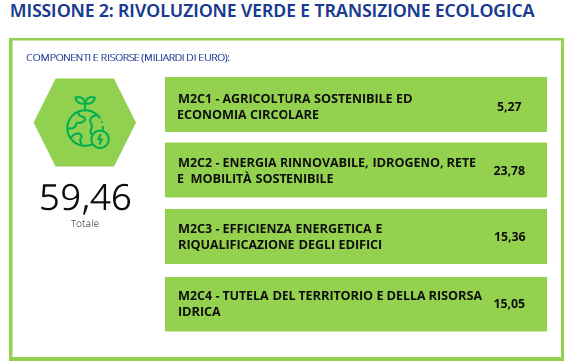 MISSIONE 2: RIVOLUZIONE VERDE E TRANSIZIONE ECOLOGICA
COMPONENTI E RISORSE (MILIARDI DI EURO):
59,46
Totale
M2C1 - AGRICOLTURA SOSTENIBILE ED
ECONOMIA CIRCOLARE
5,27
M2C2 - ENERGIA RINNOVABILE, IDROGENO, RETE
E MOBILITÀ SOSTENIBILE
23,78
M2C3 - EFFICIENZA ENERGETICA E
RIQUALIFICAZIONE DEGLI EDIFICI
15,36
M2C4 - TUTELA DEL TERRITORIO E DELLA RISORSA
IDRICA
15,05